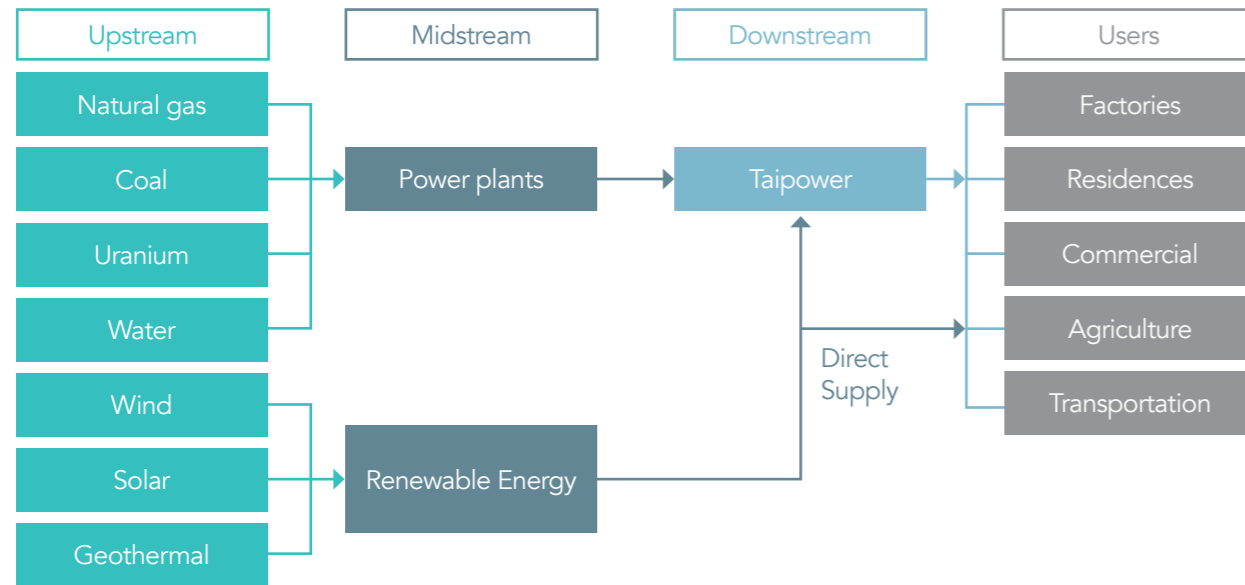 Upstream
Midstream
Downstream
Users
Natural gas
Coal
Uranium
Water
Wind
Solar
Geothermal
Power plants
Renewable Energy
Taipower
Direct
Supply
Factories
Residences
Commercial
Agriculture
Transportation